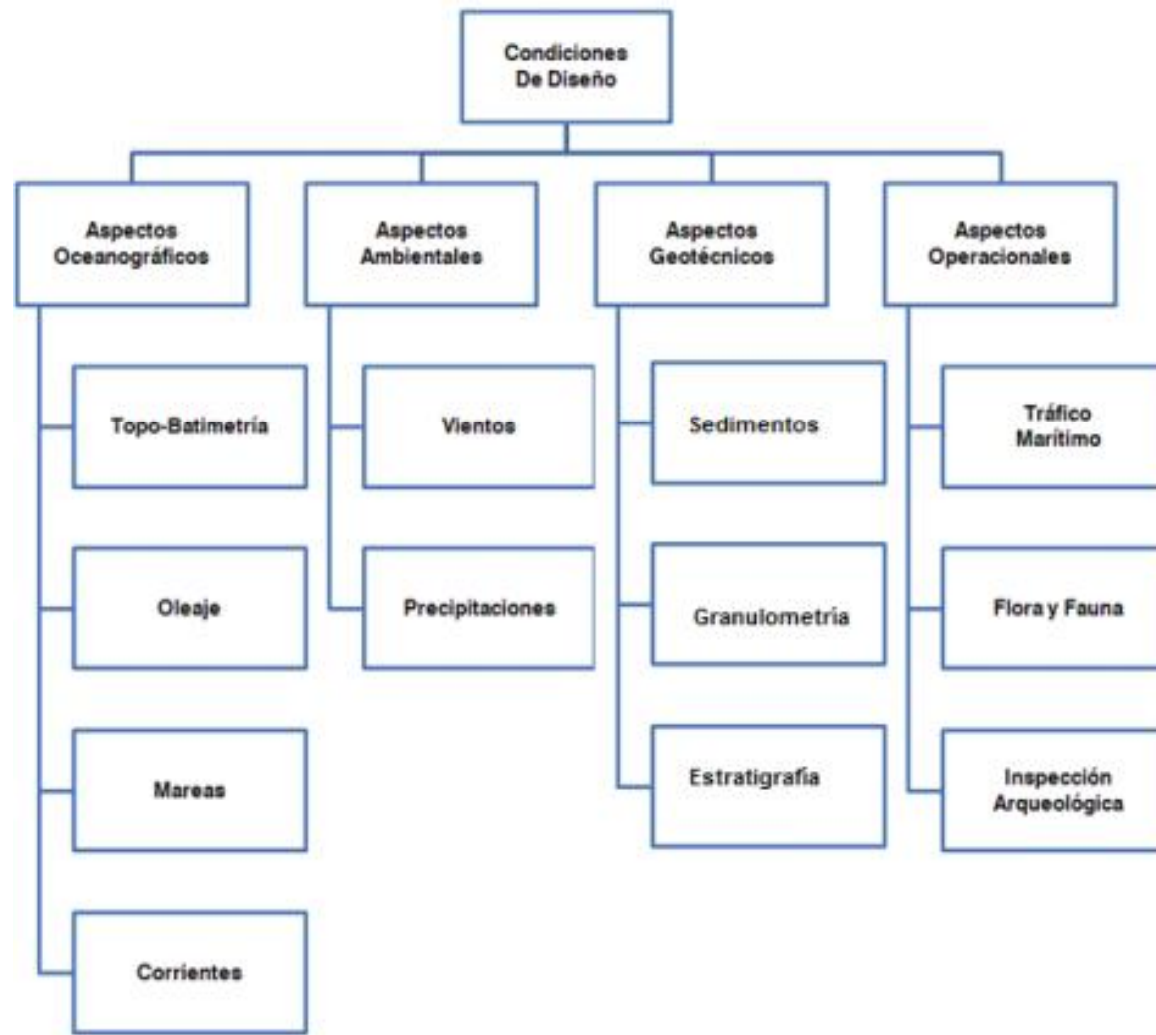 Condiciones
De Diseño
Aspectos
Oceanográficos
Topo-Batimetría
Oleaje
Mareas
Corrientes
Aspectos
Ambientales
Vientos
Precipitaciones
Aspectos
Geotécnicos
Sedimentos
Granulometría
Estratigrafía
Aspectos
Operacionales
Tráfico
Marítimo
Flora y Fauna
Inspección
Arqueológica